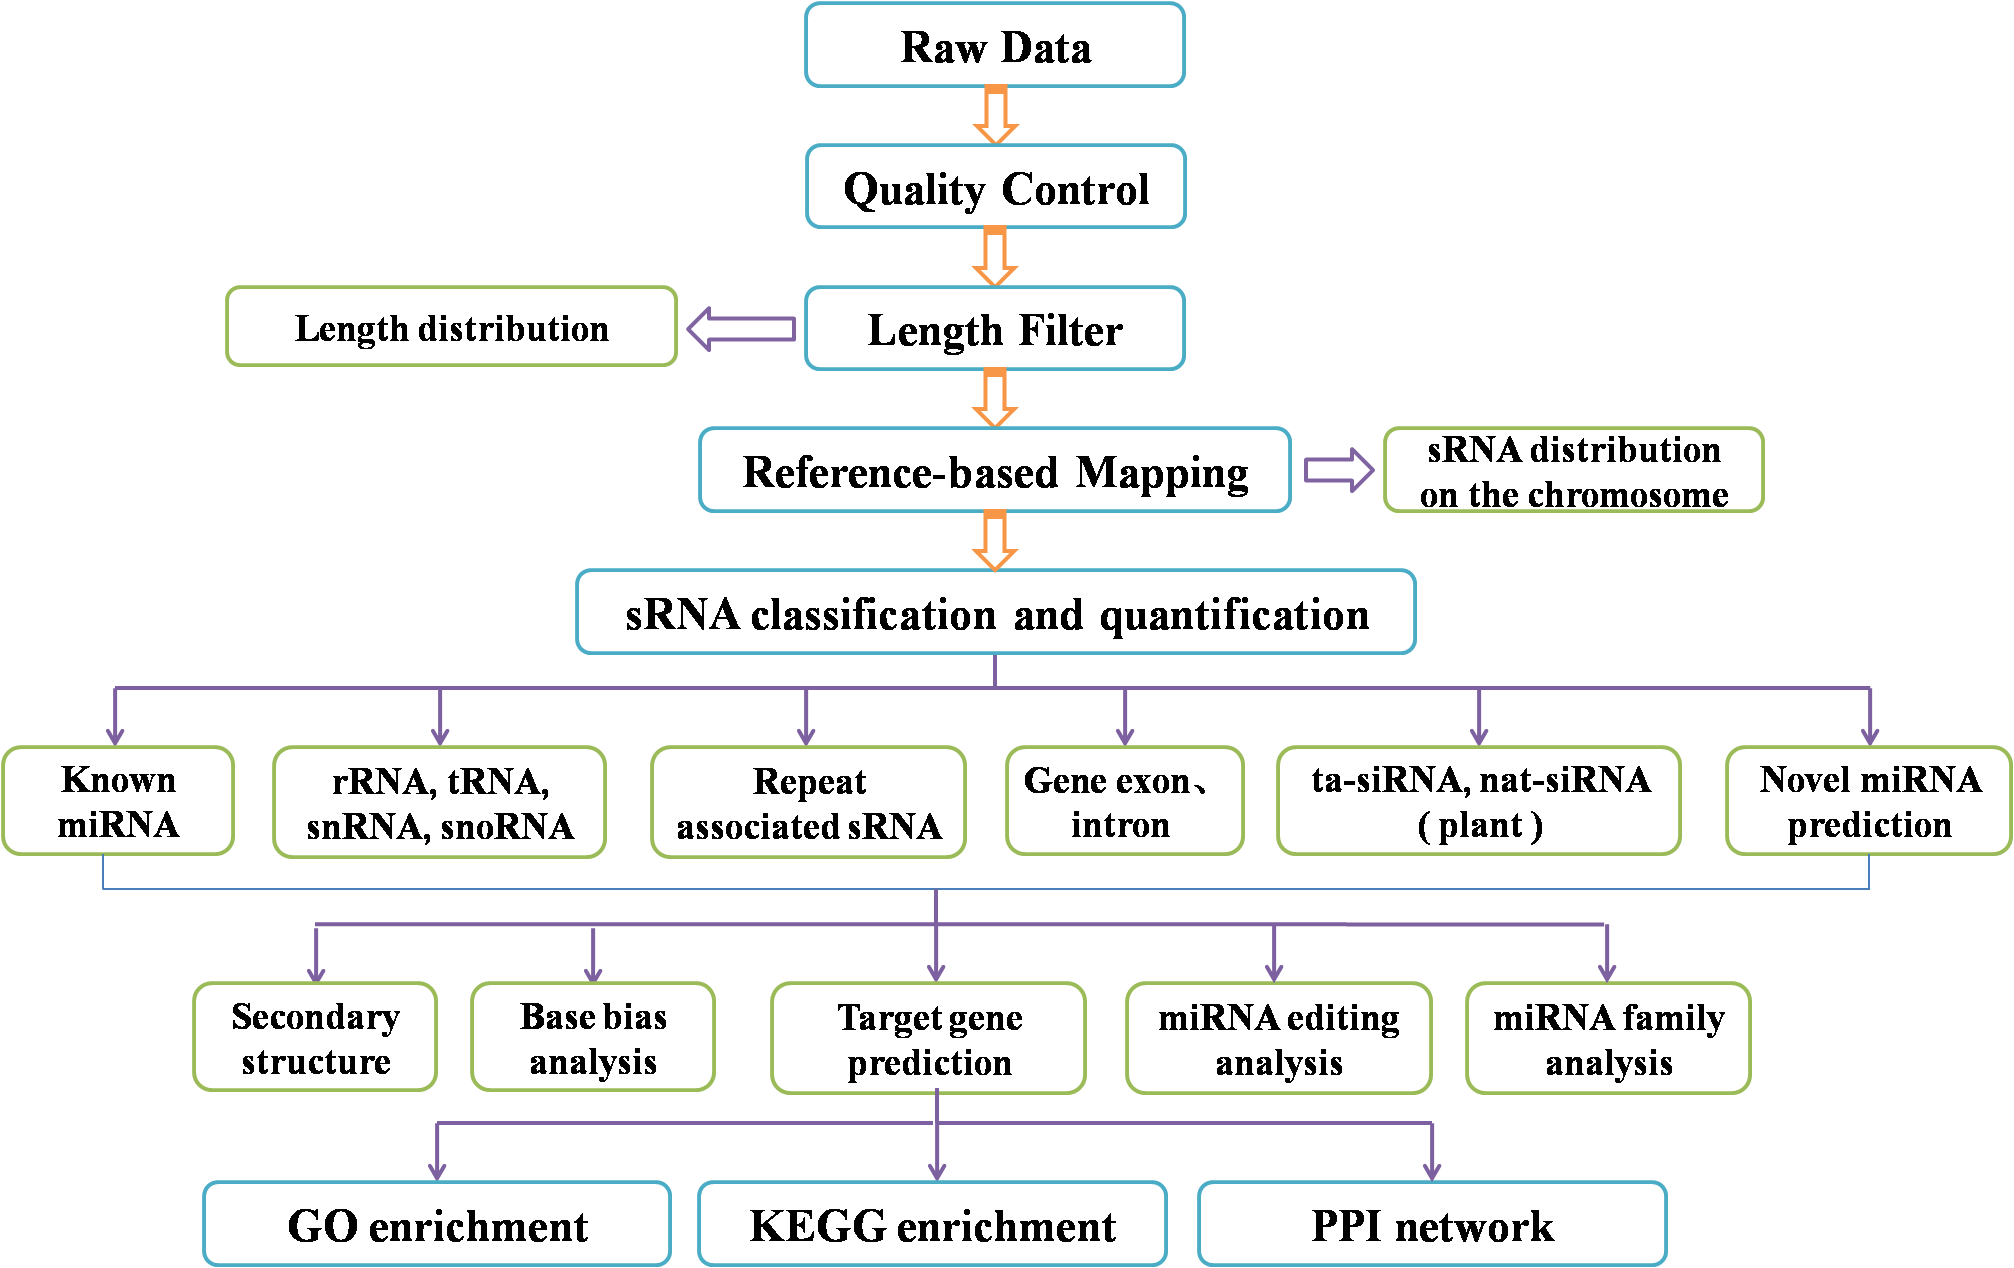 Raw Data
Quality Control
Length distribution
Length Filter
Reference-based Mapping
sRNA distribution
on the chromosome
sRNA classification and quantification
Known
miRNA
rRNA, tRNA,
snRNA, snoRNA
Repeat
associated sRNA
Gene exon、
intron
ta-siRNA, nat-siRNA
( plant )
Novel miRNA
prediction
Secondary
structure
Base bias
analysis
Target gene
prediction
miRNA editing
analysis
miRNA family
analysis
GO enrichment
KEGG enrichment
PPI network